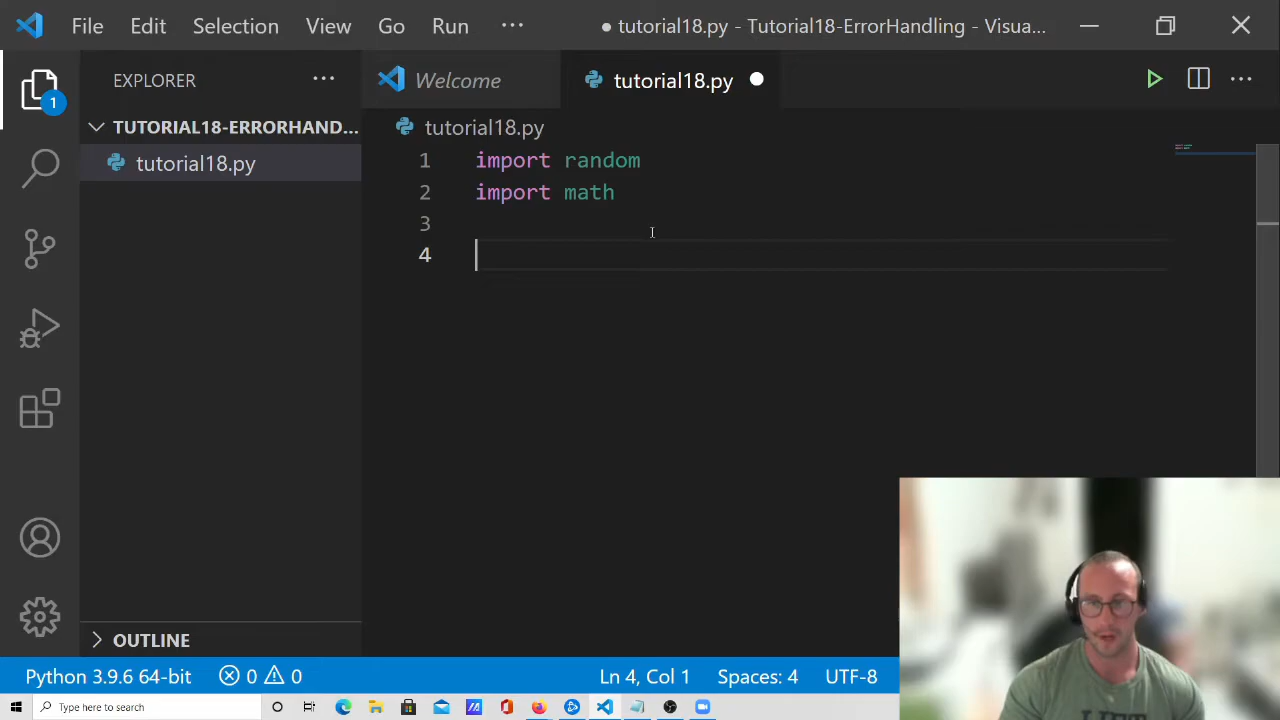 File Edit Selection View Go Run ··· ● tutorial18.py - Tutorial18-ErrorHandling - Visua...
EXPLORER ···
Welcome
tutorial18.py
TUTORIAL18-ERRORHAND...
tutorial18.py
tutorial18.py
1 import random
2 import math
3
4
1
OUTLINE
Python 3.9.6 64-bit 0 0 Ln 4, Col 1 Spaces: 4 UTF-8
Type here to search